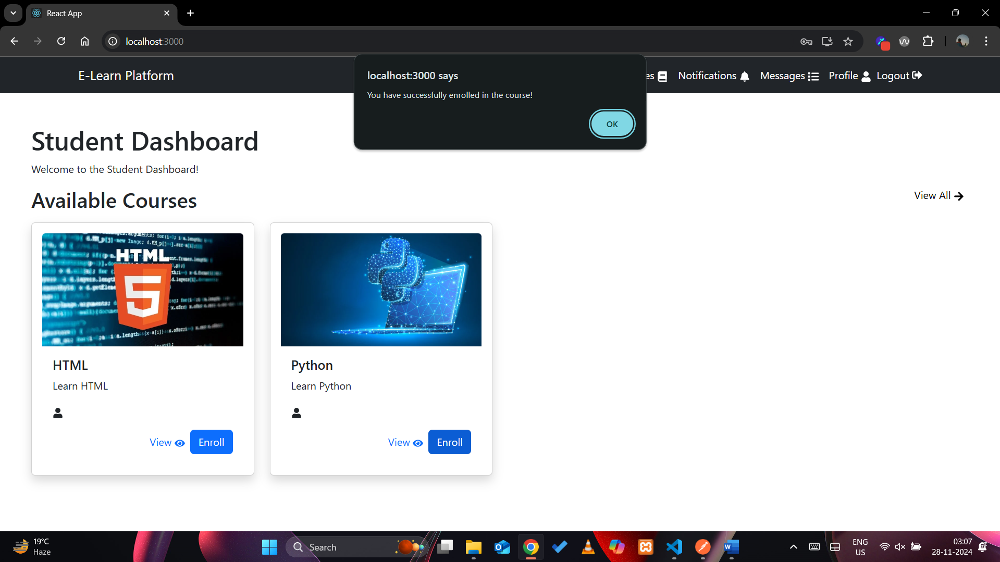 React App
localhost:3000
E-Learn Platform
es
Notifications
Messages
Profile
Logout
localhost:3000 says
You have successfully enrolled in the course!
OK
Student Dashboard
Welcome to the Student Dashboard!
Available Courses
View All
HTML
5
HTML
Learn HTML
View
Enroll
Python
Learn Python
View
Enroll
19°C
Haze
Search
ENG
US
03:07
28-11-2024